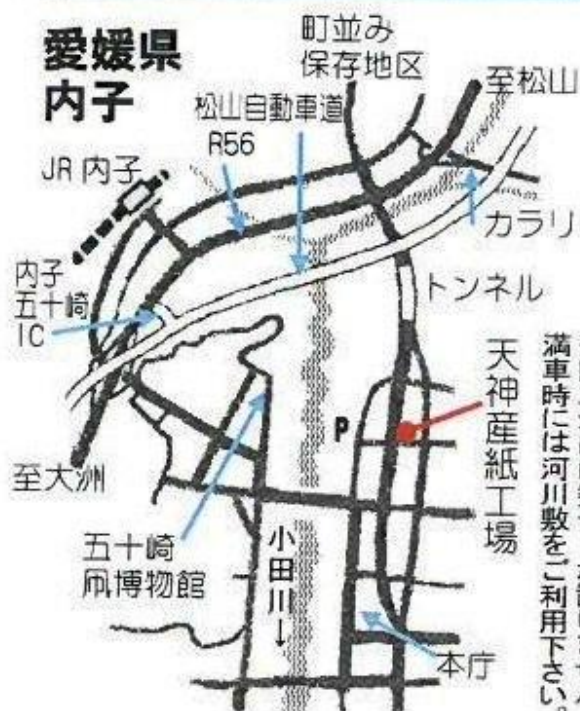 愛媛県
内子
町並み
保存地区
至松山
松山自動車道
R56
JR 内子
カラリ
内子
五十崎
IC
トンネル
天神産紙工場
満車時には河川敷をご利用下さい。
P
至大洲
五十崎
凧博物館
小田川↓
本庁